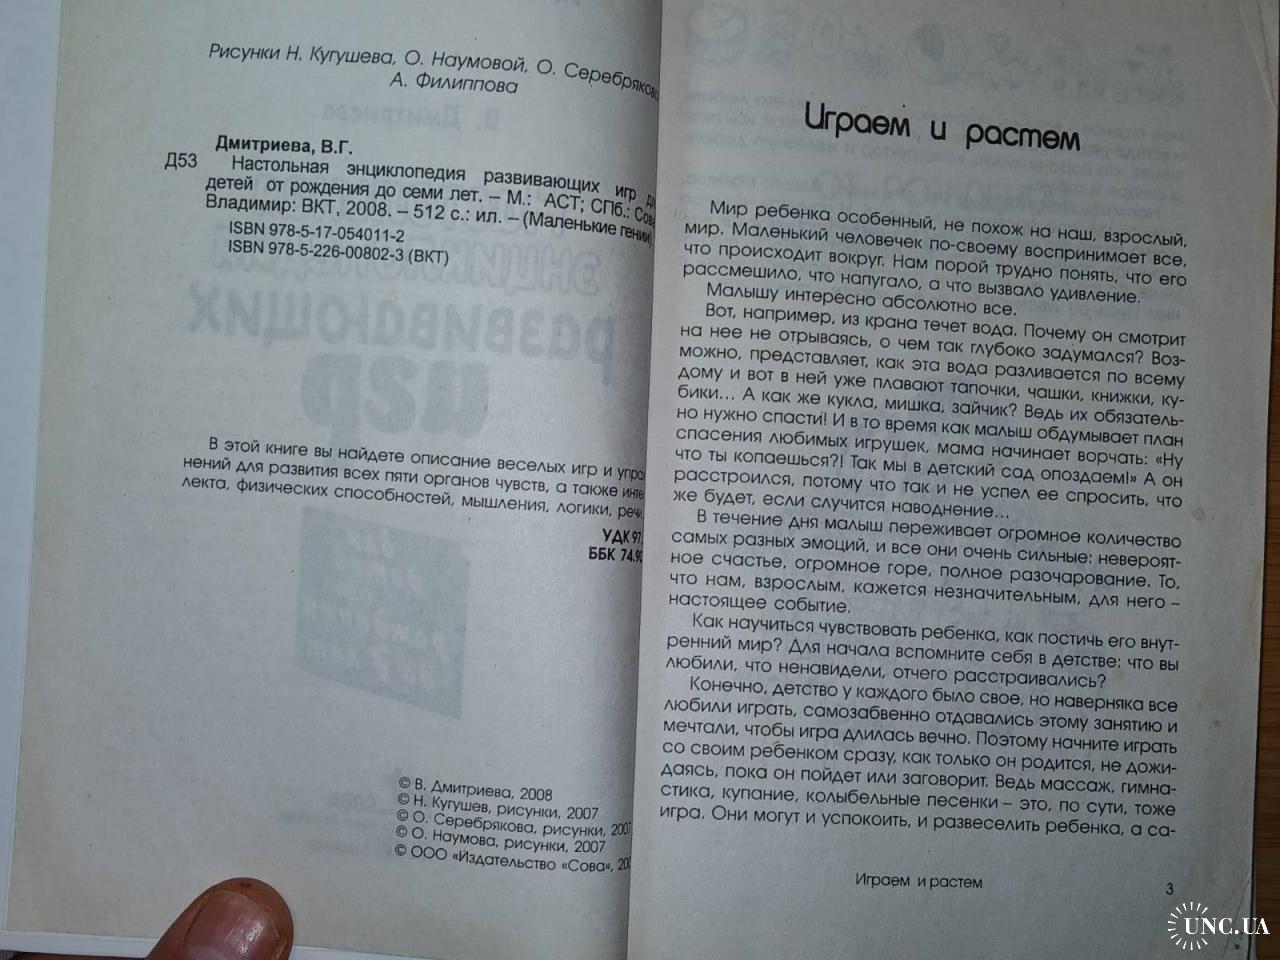 Рисунки Н. Кугушева, О. Наумовой, О. Серебряково
А. Филиппова
Дмитриева, В.Г.
Д53 Настольная энциклопедия развивающих игр
детей от рождения до семи лет. – М.: АСТ; СПб.: Сова
Владимир: ВКТ, 2008. – 512 с.: ил. – (Маленькие гении)
ISBN 978-5-17-054011-2
ISBN 978-5-226-00802-3 (ВКТ)
В этой книге вы найдете описание веселых игр и упра
нений для развития всех пяти органов чувств, а также инте
лекта, физических способностей, мышления, логики, речи
УДК 97
ББК 74.90
© В. Дмитриева, 2008
© Н. Кугушев, рисунки, 2007
© О. Серебрякова, рисунки, 2007
© О. Наумова, рисунки, 2007
© ООО «Издательство «Сова», 200
Играем и растем
Мир ребенка особенный, не похож на наш, взрослый,
мир. Маленький человечек по-своему воспринимает все,
что происходит вокруг. Нам порой трудно понять, что его
рассмешило, что напугало, а что вызвало удивление.
Малышу интересно абсолютно все.
Вот, например, из крана течет вода. Почему он смотрит
на нее не отрываясь, о чем так глубоко задумался? Воз-
можно, представляет, как эта вода разливается по всему
дому и вот в ней уже плавают тапочки, чашки, книжки, ку-
бики... А как же кукла, мишка, зайчик? Ведь их обязатель-
но нужно спасти! И в то время как малыш обдумывает план
спасения любимых игрушек, мама начинает ворчать: «Ну
что ты копаешься?! Так мы в детский сад опоздаем!» А он
расстроился, потому что так и не успел ее спросить, что
же будет, если случится наводнение...
В течение дня малыш переживает огромное количество
самых разных эмоций, и все они очень сильные: невероят-
ное счастье, огромное горе, полное разочарование. То,
что нам, взрослым, кажется незначительным, для него –
настоящее событие.
Как научиться чувствовать ребенка, как постичь его внут-
ренний мир? Для начала вспомните себя в детстве: что вы
любили, что ненавидели, отчего расстраивались?
Конечно, детство у каждого было свое, но наверняка все
любили играть, самозабвенно отдавались этому занятию и
мечтали, чтобы игра длилась вечно. Поэтому начните играть
со своим ребенком сразу, как только он родится, не дожи-
даясь, пока он пойдет или заговорит. Ведь массаж, гимна-
стика, купание, колыбельные песенки – это, по сути, тоже
игра. Они могут и успокоить, и развеселить ребенка, а са-
Играем и растем 3
UNC.UA